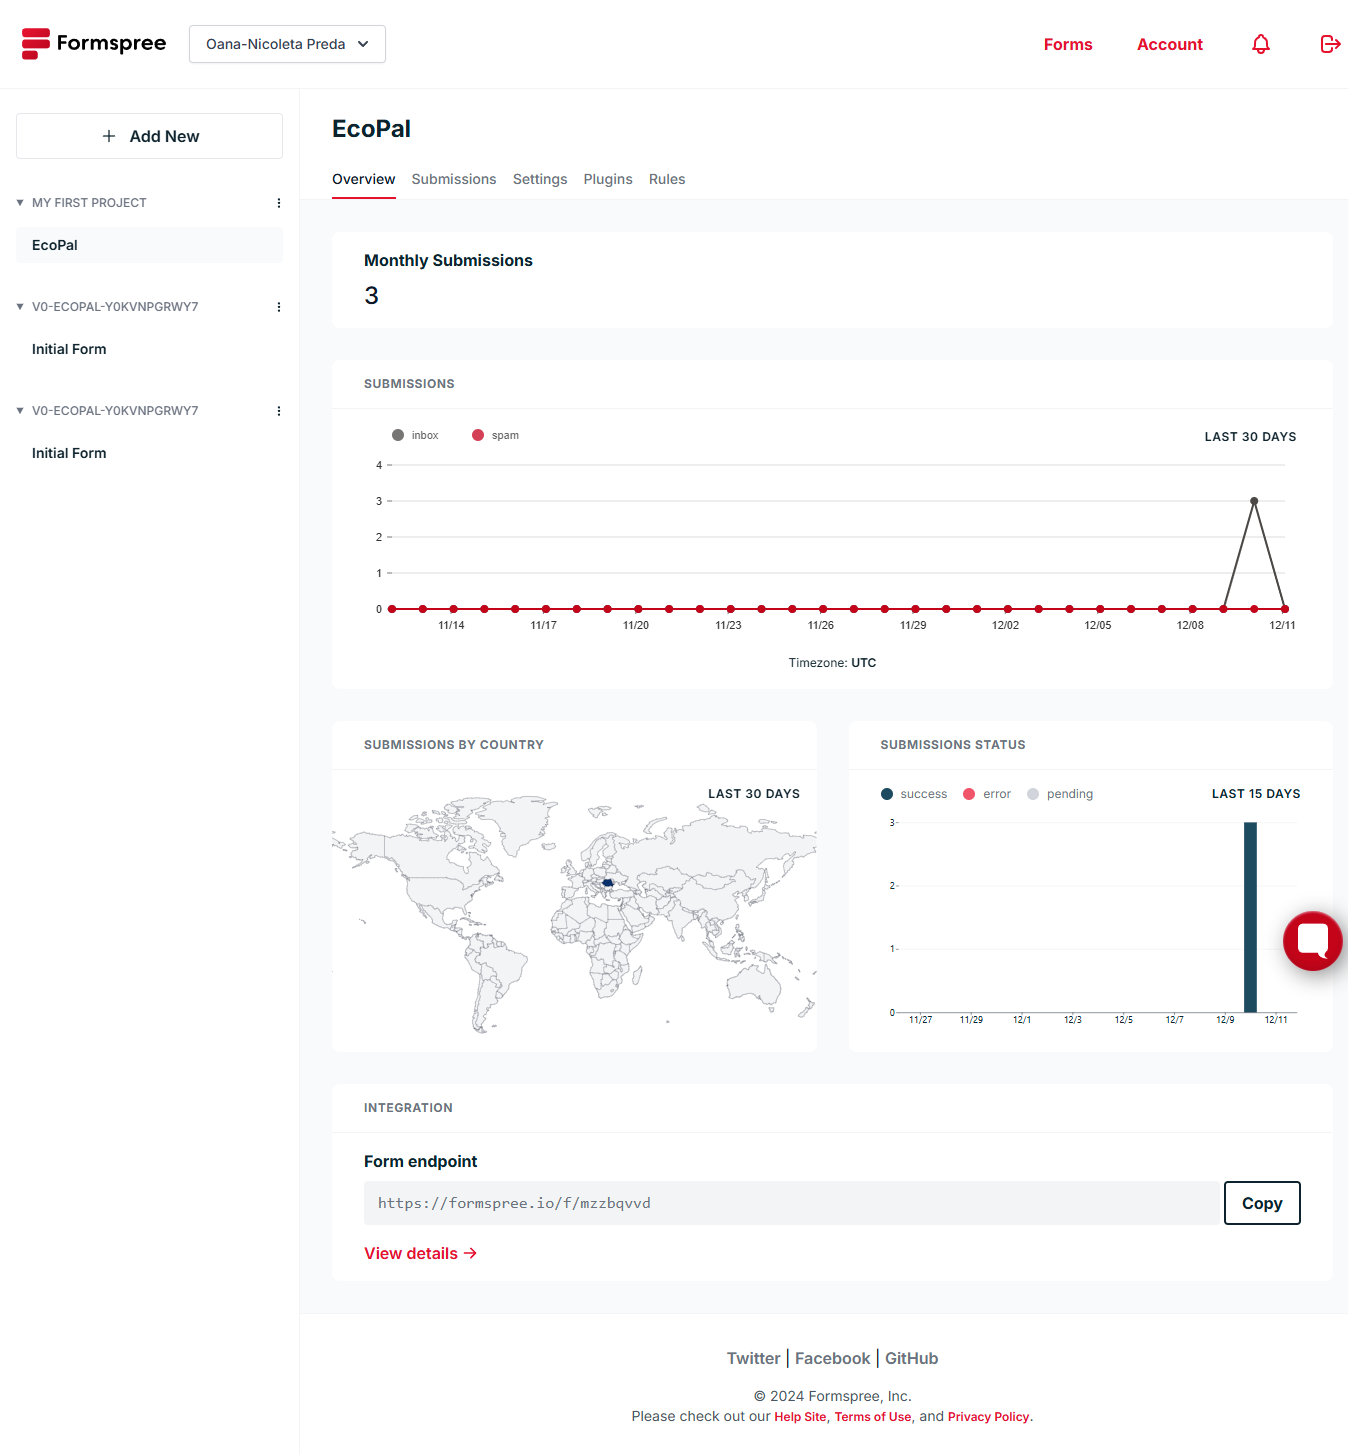 Formspree
Oana-Nicoleta Preda
Forms
Account
Add New
MY FIRST PROJECT
EcoPal
V0-ECOPAL-Y0KVNPGRWY7
Initial Form
V0-ECOPAL-Y0KVNPGRWY7
Initial Form
EcoPal
Overview Submissions Settings Plugins Rules
Monthly Submissions
3
SUBMISSIONS
inbox spam
LAST 30 DAYS
4
3
2
1
0
11/14 11/17 11/20 11/23 11/26 11/29 12/02 12/05 12/08 12/11
Timezone: UTC
SUBMISSIONS BY COUNTRY
LAST 30 DAYS
SUBMISSIONS STATUS
success error pending
LAST 15 DAYS
3
2
1
0
11/27 11/29 12/1 12/3 12/5 12/7 12/9 12/11
INTEGRATION
Form endpoint
https://formspree.io/f/mzzbqvvd
Copy
View details →
Twitter | Facebook | GitHub
© 2024 Formspree, Inc.
Please check out our Help Site, Terms of Use, and Privacy Policy.